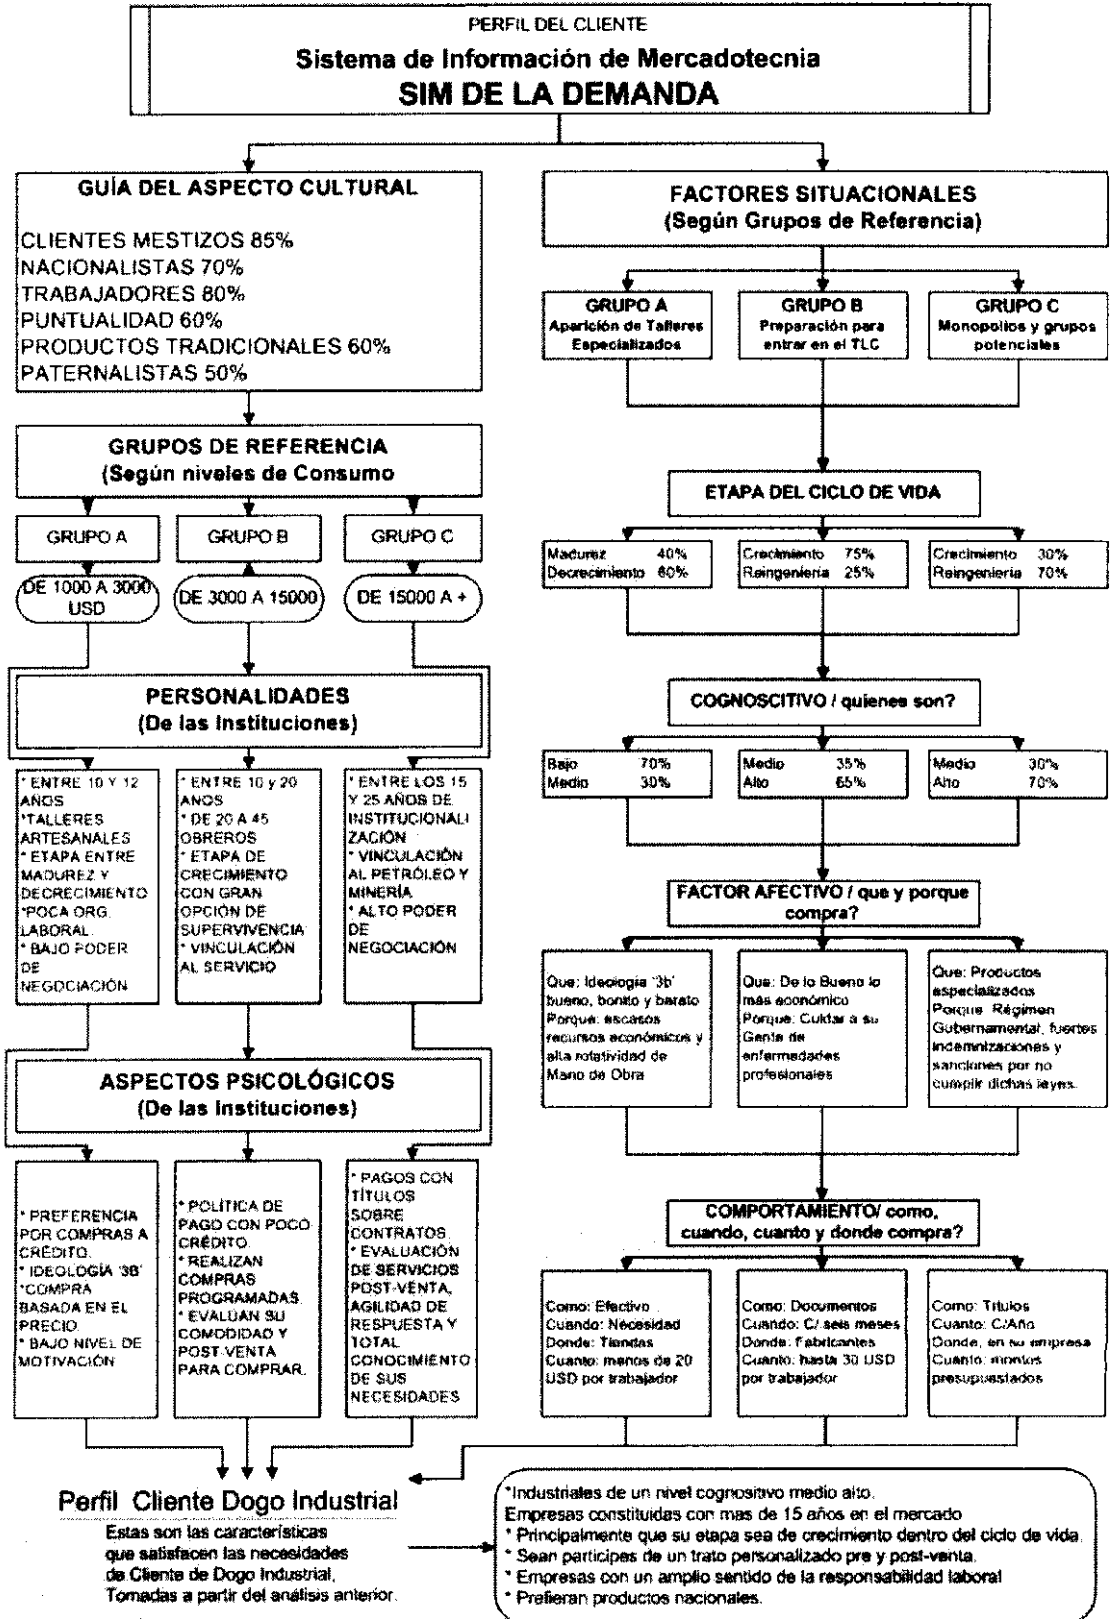 PERFIL DEL CLIENTE
Sistema de Información de Mercadotecnia
SIM DE LA DEMANDA
GUÍA DEL ASPECTO CULTURAL
CLIENTES MESTIZOS 85%
NACIONALISTAS 70%
TRABAJADORES 80%
PUNTUALIDAD 60%
PRODUCTOS TRADICIONALES 60%
PATERNALISTAS 50%
GRUPOS DE REFERENCIA
(Según niveles de Consumo
GRUPO A
GRUPO B
GRUPO C
DE 1000 A 3000
USD
DE 3000 A 15000
DE 15000 A +
PERSONALIDADES
(De las Instituciones)
* ENTRE 10 Y 12
AÑOS
*TALLERES
ARTESANALES
* ETAPA ENTRE
MADUREZ Y
DECRECIMIENTO
*POCA ORG.
LABORAL.
* BAJO PODER
DE
NEGOCIACIÓN
* ENTRE 10 y 20
AÑOS
* DE 20 A 45
OBREROS
* ETAPA DE
CRECIMIENTO
CON GRAN
OPCIÓN DE
SUPERVIVENCIA
* VINCULACIÓN
AL SERVICIO
* ENTRE LOS 15
Y 25 AÑOS DE
INSTITUCIONALI
ZACIÓN
* VINCULACIÓN
AL PETRÓLEO Y
MINERÍA.
* ALTO PODER
DE
NEGOCIACIÓN
ASPECTOS PSICOLÓGICOS
(De las Instituciones)
* PREFERENCIA
POR COMPRAS A
CRÉDITO.
* IDEOLOGÍA '3B'
*COMPRA
BASADA EN EL
PRECIO.
* BAJO NIVEL DE
MOTIVACIÓN
* POLÍTICA DE
PAGO CON POCO
CRÉDITO.
* REALIZAN
COMPRAS
PROGRAMADAS.
* EVALÚAN SU
COMODIDAD Y
POST-VENTA
PARA COMPRAR.
* PAGOS CON
TÍTULOS
SOBRE
CONTRATOS.
* EVALUACIÓN
DE SERVICIOS
POST-VENTA,
AGILIDAD DE
RESPUESTA Y
TOTAL
CONOCIMIENTO
DE SUS
NECESIDADES
FACTORES SITUACIONALES
(Según Grupos de Referencia)
GRUPO A
Aparición de Talleres
Especializados
GRUPO B
Preparación para
entrar en el TLC
GRUPO C
Monopolios y grupos
potenciales
ETAPA DEL CICLO DE VIDA
Madurez 40%
Decrecimiento 60%
Crecimiento 75%
Reingeniería 25%
Crecimiento 30%
Reingeniería 70%
COGNOSCITIVO / quienes son?
Bajo 70%
Medio 30%
Medio 35%
Alto 65%
Medio 30%
Alto 70%
FACTOR AFECTIVO / que y porque
compra?
Que: Ideología '3b'
bueno, bonito y barato
Porque: escasos
recursos económicos y
alta rotatividad de
Mano de Obra
Que: De lo Bueno lo
más económico
Porque: Cuidar a su
Gente de
enfermedades
profesionales
Que: Productos
especializados
Porque Régimen
Gubernamental, fuertes
indemnizaciones y
sanciones por no
cumplir dichas leyes.
COMPORTAMIENTO/ como,
cuando, cuanto y donde compra?
Como: Efectivo
Cuando: Necesidad
Donde: Tiendas
Cuanto: menos de 20
USD por trabajador
Como: Documentos
Cuando: C/ seis meses
Donde: Fabricantes
Cuanto: hasta 30 USD
por trabajador
Como: Títulos
Cuanto: C/Año
Donde, en su empresa
Cuanto: montos
presupuestados
Perfil Cliente Dogo Industrial
Estas son las características
que satisfacen las necesidades
de Cliente de Dogo Industrial,
Tomadas a partir del análisis anterior.
*Industriales de un nivel cognositivo medio alto.
Empresas constituidas con mas de 15 años en el mercado
* Principalmente que su etapa sea de crecimiento dentro del ciclo de vida.
* Sean participes de un trato personalizado pre y post-venta.
* Empresas con un amplio sentido de la responsabilidad laboral
* Prefieran productos nacionales.